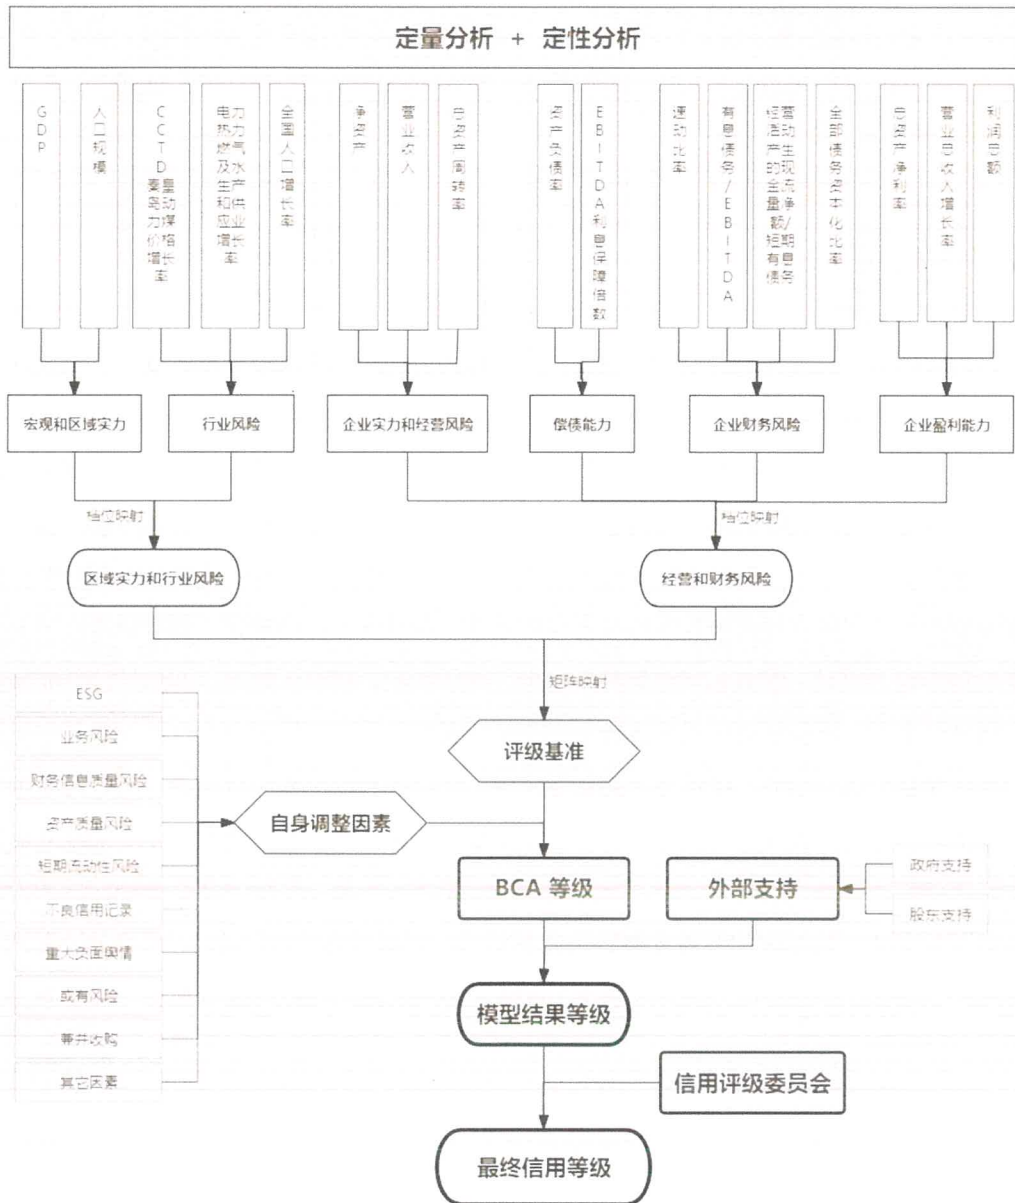 定量分析 + 定性分析
GDP
人口规模
CCTD秦皇岛动力煤价格增长率
电力热力燃气及水生产和供应业增长率
全国人口增长率
净资产
营业收入
总资产周转率
资产负债率
EBITDA利息保障倍数
速动比率
有息债务/EBITDA
经营活动产生的现金流量净额/短期有息债务
全部债务资本化比率
总资产净利率
营业总收入增长率
利润总额
宏观和区域实力
行业风险
企业实力和经营风险
偿债能力
企业财务风险
企业盈利能力
档位映射
档位映射
区域实力和行业风险
经营和财务风险
矩阵映射
ESG
业务风险
财务信息质量风险
资产质量风险
短期流动性风险
不良信用记录
重大负面舆情
或有风险
兼并收购
其它因素
自身调整因素
评级基准
BCA 等级
外部支持
政府支持
股东支持
模型结果等级
信用评级委员会
最终信用等级